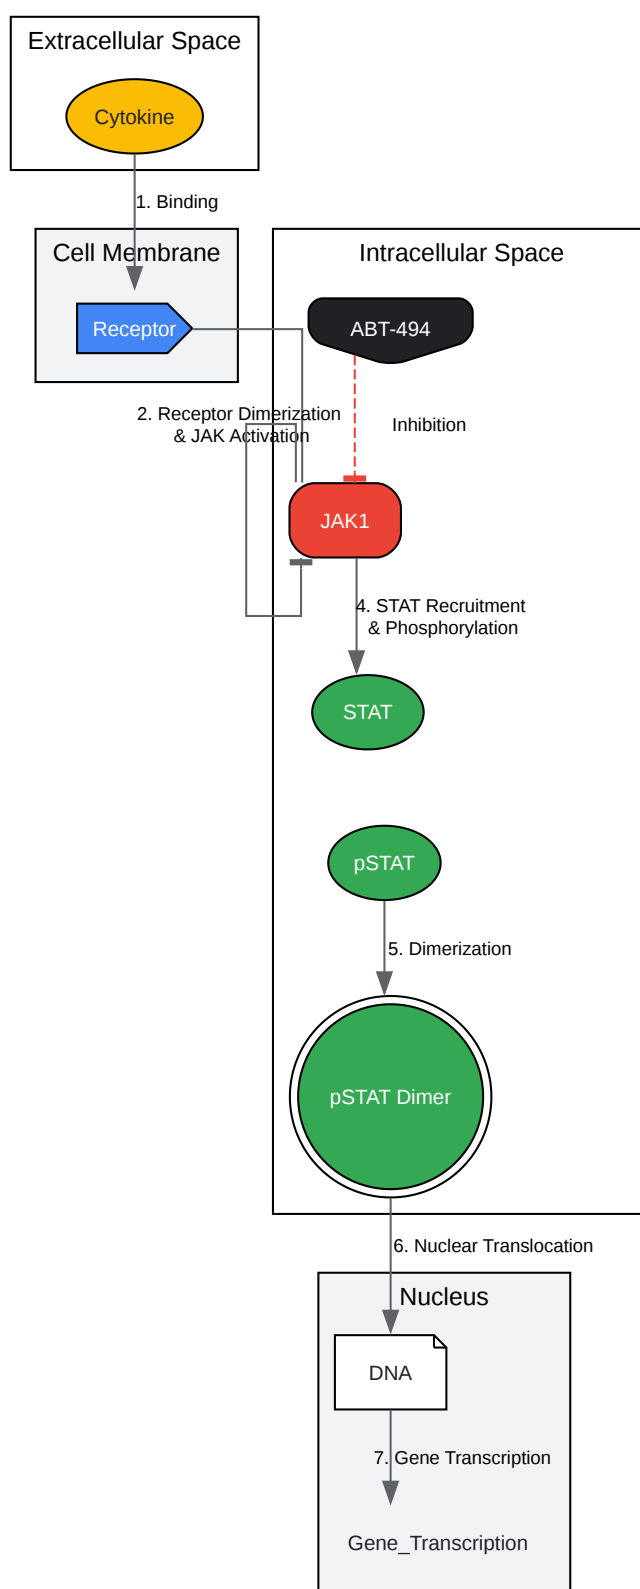 Extracellular Space
Cytokine
1. Binding
Cell Membrane
Intracellular Space
Receptor
ABT-494
2. Receptor Dimerization
& JAK Activation
Inhibition
JAK1
4. STAT Recruitment
& Phosphorylation
STAT
pSTAT
5. Dimerization
pSTAT Dimer
6. Nuclear Translocation
Nucleus
DNA
7. Gene Transcription
Gene_Transcription